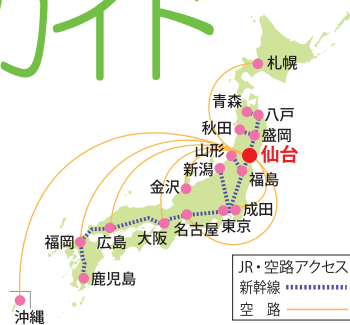 ガイド
札幌
青森
八戸
秋田
盛岡
山形
仙台
新潟
福島
金沢
成田
東京
名古屋
大阪
広島
福岡
鹿児島
沖縄
JR・空路アクセス
新幹線
空 路